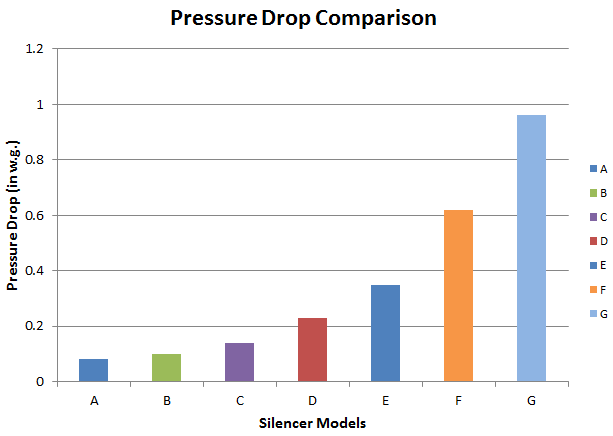 Pressure Drop Comparison
Pressure Drop (in w.g.)
1.2
1
0.8
0.6
0.4
0.2
0
A B C D E F G
Silencer Models
A
B
C
D
E
F
G